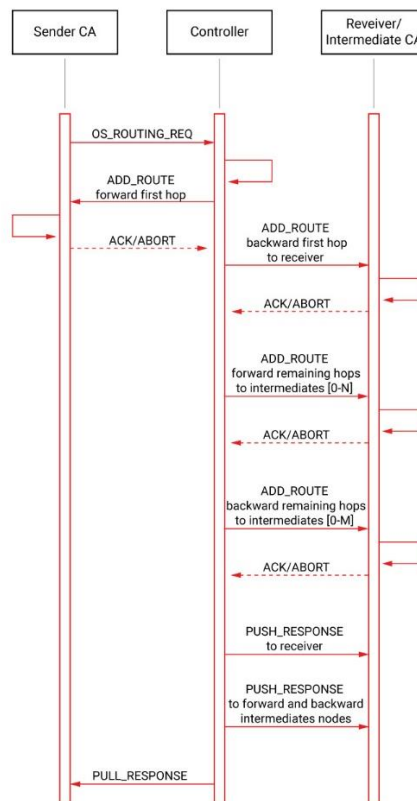 Sender CA
Controller
Reveiver/
Intermediate CA
OS_ROUTING_REQ
ADD_ROUTE
forward first hop
ACK/ABORT
ADD_ROUTE
backward first hop
to receiver
ACK/ABORT
ADD_ROUTE
forward remaining hops
to intermediates [0-N]
ACK/ABORT
ADD_ROUTE
backward remaining hops
to intermediates [0-M]
ACK/ABORT
PUSH_RESPONSE
to receiver
PUSH_RESPONSE
to forward and backward
intermediates nodes
PULL_RESPONSE